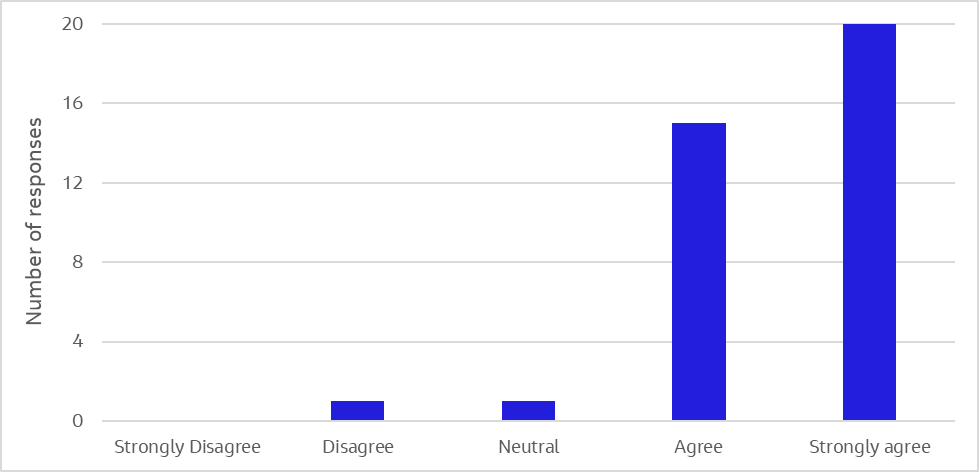 Number of responses
20
16
12
8
4
0
Strongly Disagree
Disagree
Neutral
Agree
Strongly agree